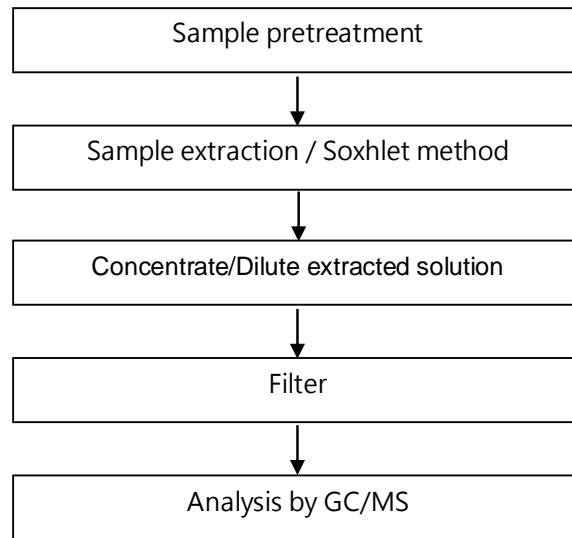 Sample pretreatment
Sample extraction / Soxhlet method
Concentrate/Dilute extracted solution
Filter
Analysis by GC/MS